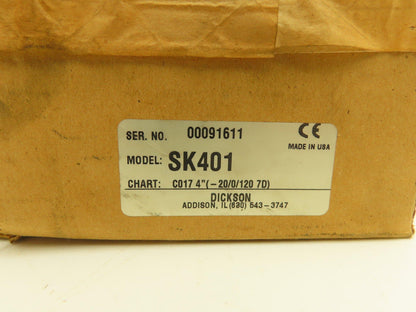 SER. NO. 00091611 CE
MADE IN USA
MODEL: SK401
CHART: C017 4"(-20/0/120 7D)
DICKSON
ADDISON, IL (630) 543-3747